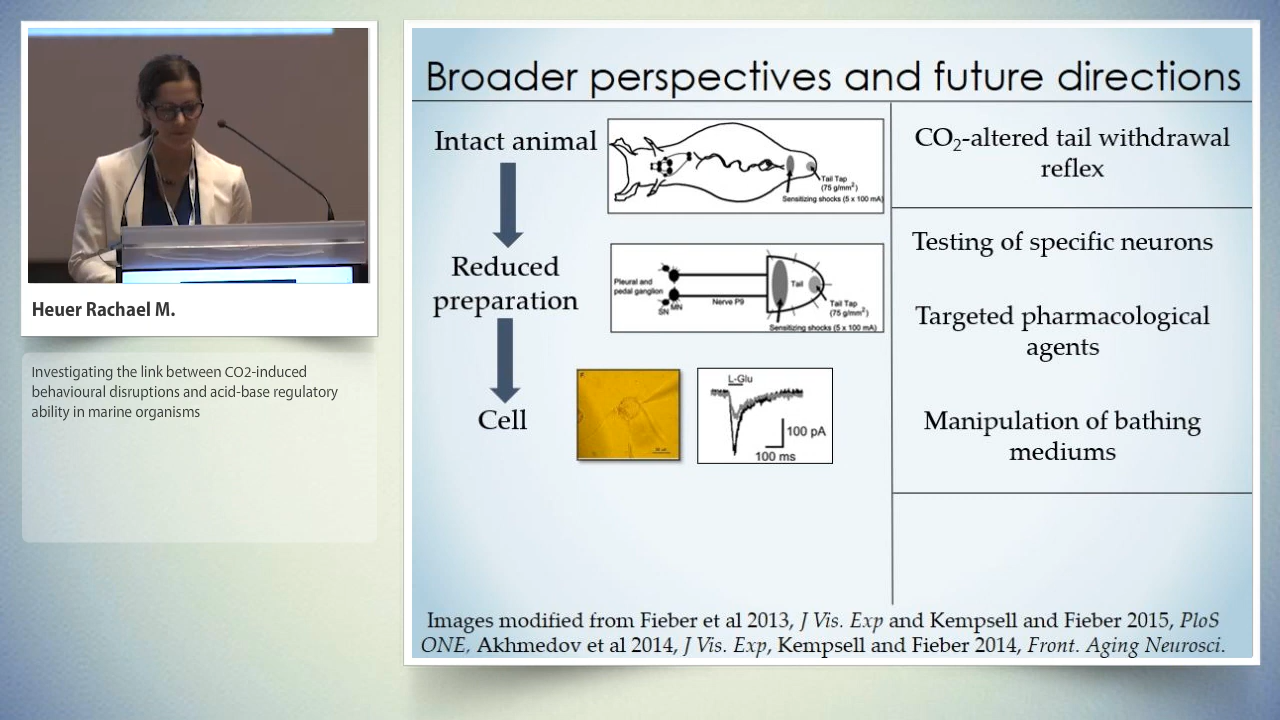 Heuer Rachael M.
Investigating the link between CO2-induced
behavioural disruptions and acid-base regulatory
ability in marine organisms
Broader perspectives and future directions
Intact animal
Tail Tap
(75 g/mm²)
Sensitizing shocks (5 x 100 mA)
CO₂-altered tail withdrawal
reflex
Reduced
preparation
Pleural and
pedal ganglion
SN
MN
Nerve P9
Tail
Tail Tap
(75 g/mm²)
Sensitizing shocks (5 x 100 mA)
Testing of specific neurons
Targeted pharmacological
agents
Cell
L-Glu
100 pA
100 ms
Manipulation of bathing
mediums
Images modified from Fieber et al 2013, J Vis. Exp and Kempsell and Fieber 2015, PloS
ONE, Akhmedov et al 2014, J Vis. Exp, Kempsell and Fieber 2014, Front. Aging Neurosci.